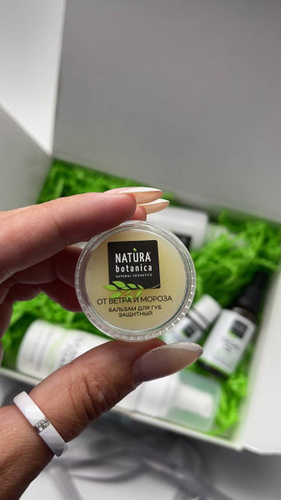 NATURA
botanica
NATURAL COSMETICS
ОТ ВЕТРА И МОРОЗА
БАЛЬЗАМ ДЛЯ ГУБ
ЗАЩИТНЫЙ